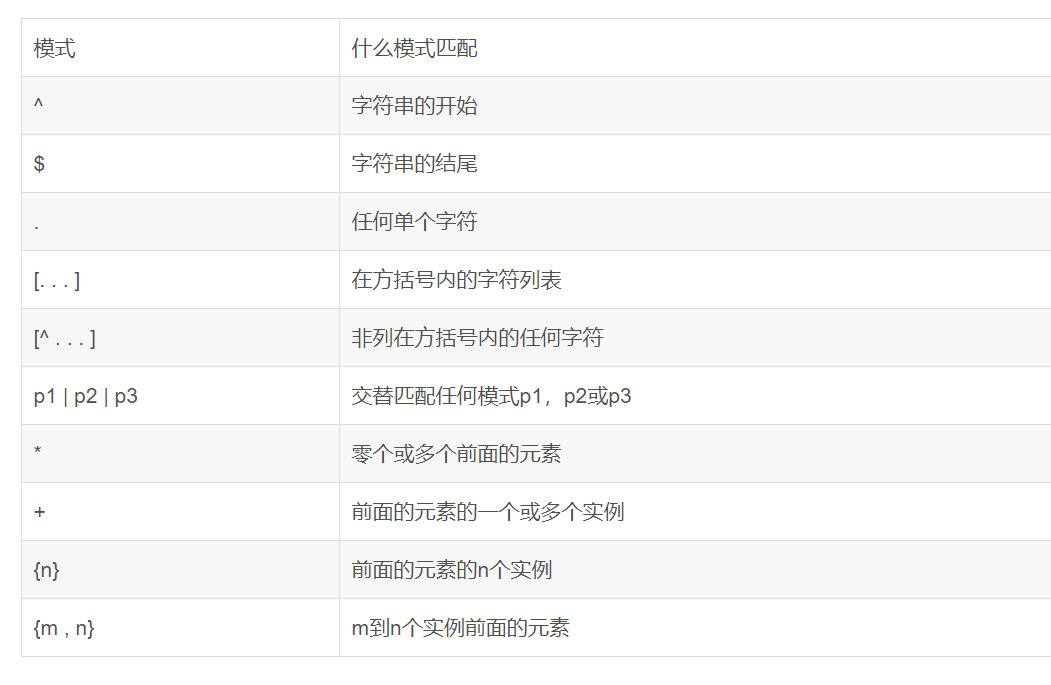 模式 什么模式匹配
^ 字符串的开始
$ 字符串的结尾
. 任何单个字符
[. . . ] 在方括号内的字符列表
[^ . . . ] 非列在方括号内的任何字符
p1 | p2 | p3 交替匹配任何模式p1，p2或p3
* 零个或多个前面的元素
+ 前面的元素的一个或多个实例
{n} 前面的元素的n个实例
{m , n} m到n个实例前面的元素